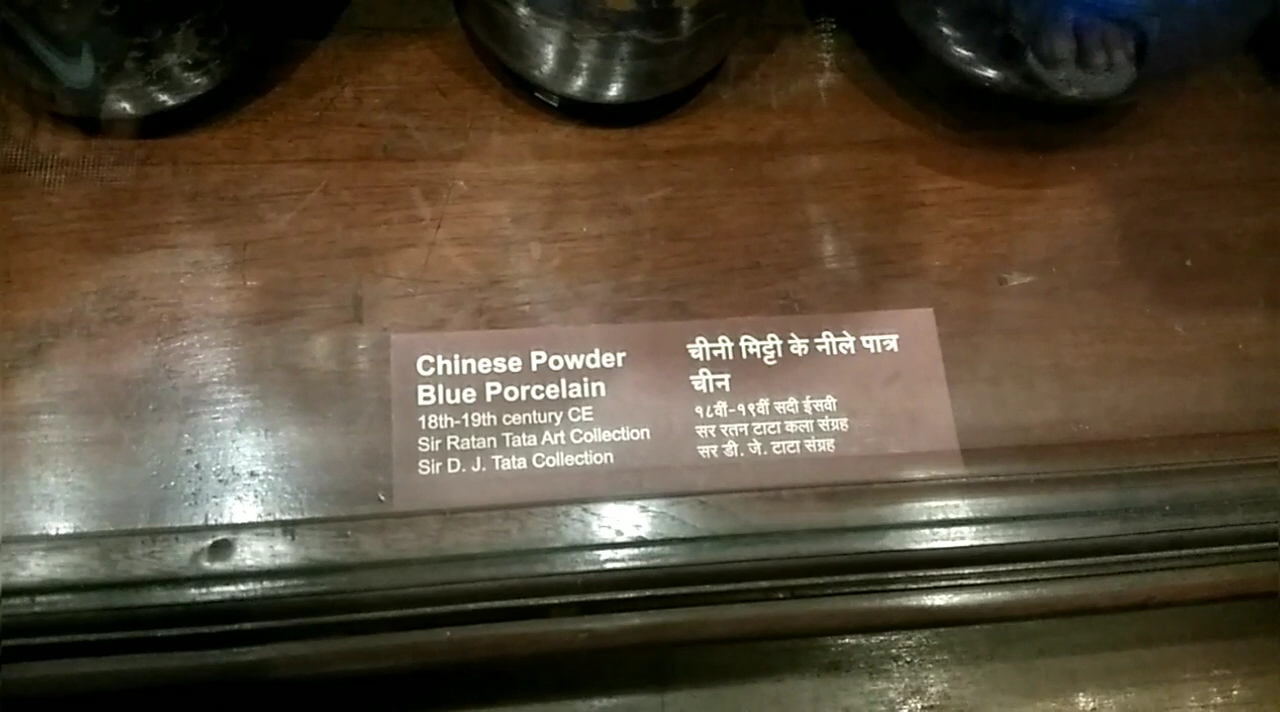 Chinese Powder
Blue Porcelain
18th-19th century CE
Sir Ratan Tata Art Collection
Sir D. J. Tata Collection
चीनी मिट्टी के नीले पात्र
चीन
१८वीं-१९वीं सदी ईसवी
सर रतन टाटा कला संग्रह
सर डी. जे. टाटा संग्रह